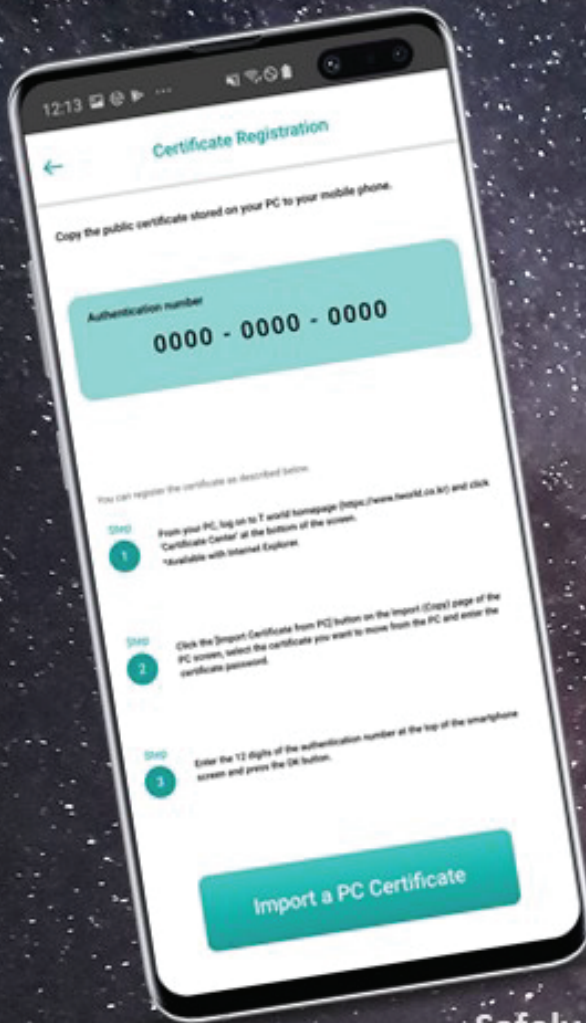 12:13
Certificate Registration
Copy the public certificate stored on your PC to your mobile phone.
Authentication number
0000 - 0000 - 0000
You can register the certificate as described below.
Step
1
From your PC, log on to T world homepage (https://www.tworld.co.kr) and click
'Certificate Center' at the bottom of the screen.
*Available with Internet Explorer.
Step
2
Click the [Import Certificate from PC] button on the Import (Copy) page of the
PC screen, select the certificate you want to move from the PC and enter the
certificate password.
Step
3
Enter the 12 digits of the authentication number at the top of the smartphone
screen and press the OK button.
Import a PC Certificate